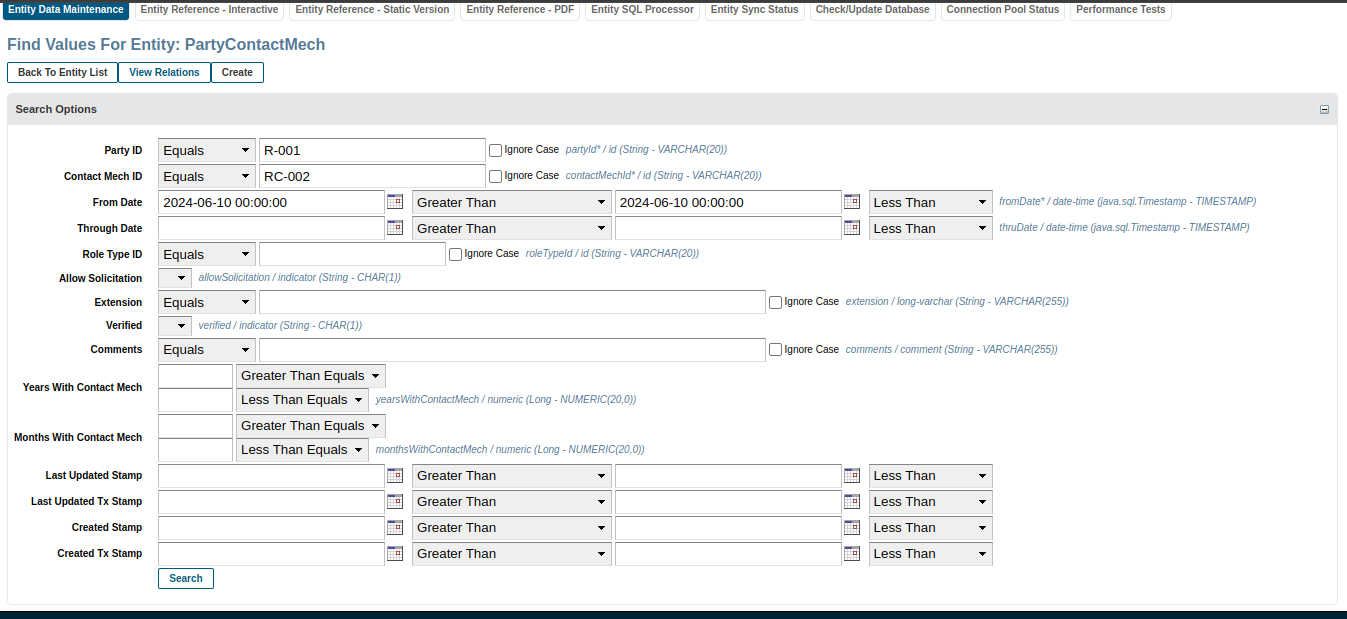 Entity Data Maintenance Entity Reference - Interactive Entity Reference - Static Version Entity Reference - PDF Entity SQL Processor Entity Sync Status Check/Update Database Connection Pool Status Performance Tests
Find Values For Entity: PartyContactMech
Back To Entity List View Relations Create
Search Options
Party ID Equals R-001 Ignore Case partyId* / id (String - VARCHAR(20))
Contact Mech ID Equals RC-002 Ignore Case contactMechId* / id (String - VARCHAR(20))
From Date 2024-06-10 00:00:00 Greater Than 2024-06-10 00:00:00 Less Than fromDate* / date-time (java.sql.Timestamp - TIMESTAMP)
Through Date Greater Than Less Than thruDate / date-time (java.sql.Timestamp - TIMESTAMP)
Role Type ID Equals Ignore Case roleTypeId / id (String - VARCHAR(20))
Allow Solicitation allowSolicitation / indicator (String - CHAR(1))
Extension Equals Ignore Case extension / long-varchar (String - VARCHAR(255))
Verified verified / indicator (String - CHAR(1))
Comments Equals Ignore Case comments / comment (String - VARCHAR(255))
Years With Contact Mech Greater Than Equals
Less Than Equals yearsWithContactMech / numeric (Long - NUMERIC(20,0))
Months With Contact Mech Greater Than Equals
Less Than Equals monthsWithContactMech / numeric (Long - NUMERIC(20,0))
Last Updated Stamp Greater Than Less Than
Last Updated Tx Stamp Greater Than Less Than
Created Stamp Greater Than Less Than
Created Tx Stamp Greater Than Less Than
Search